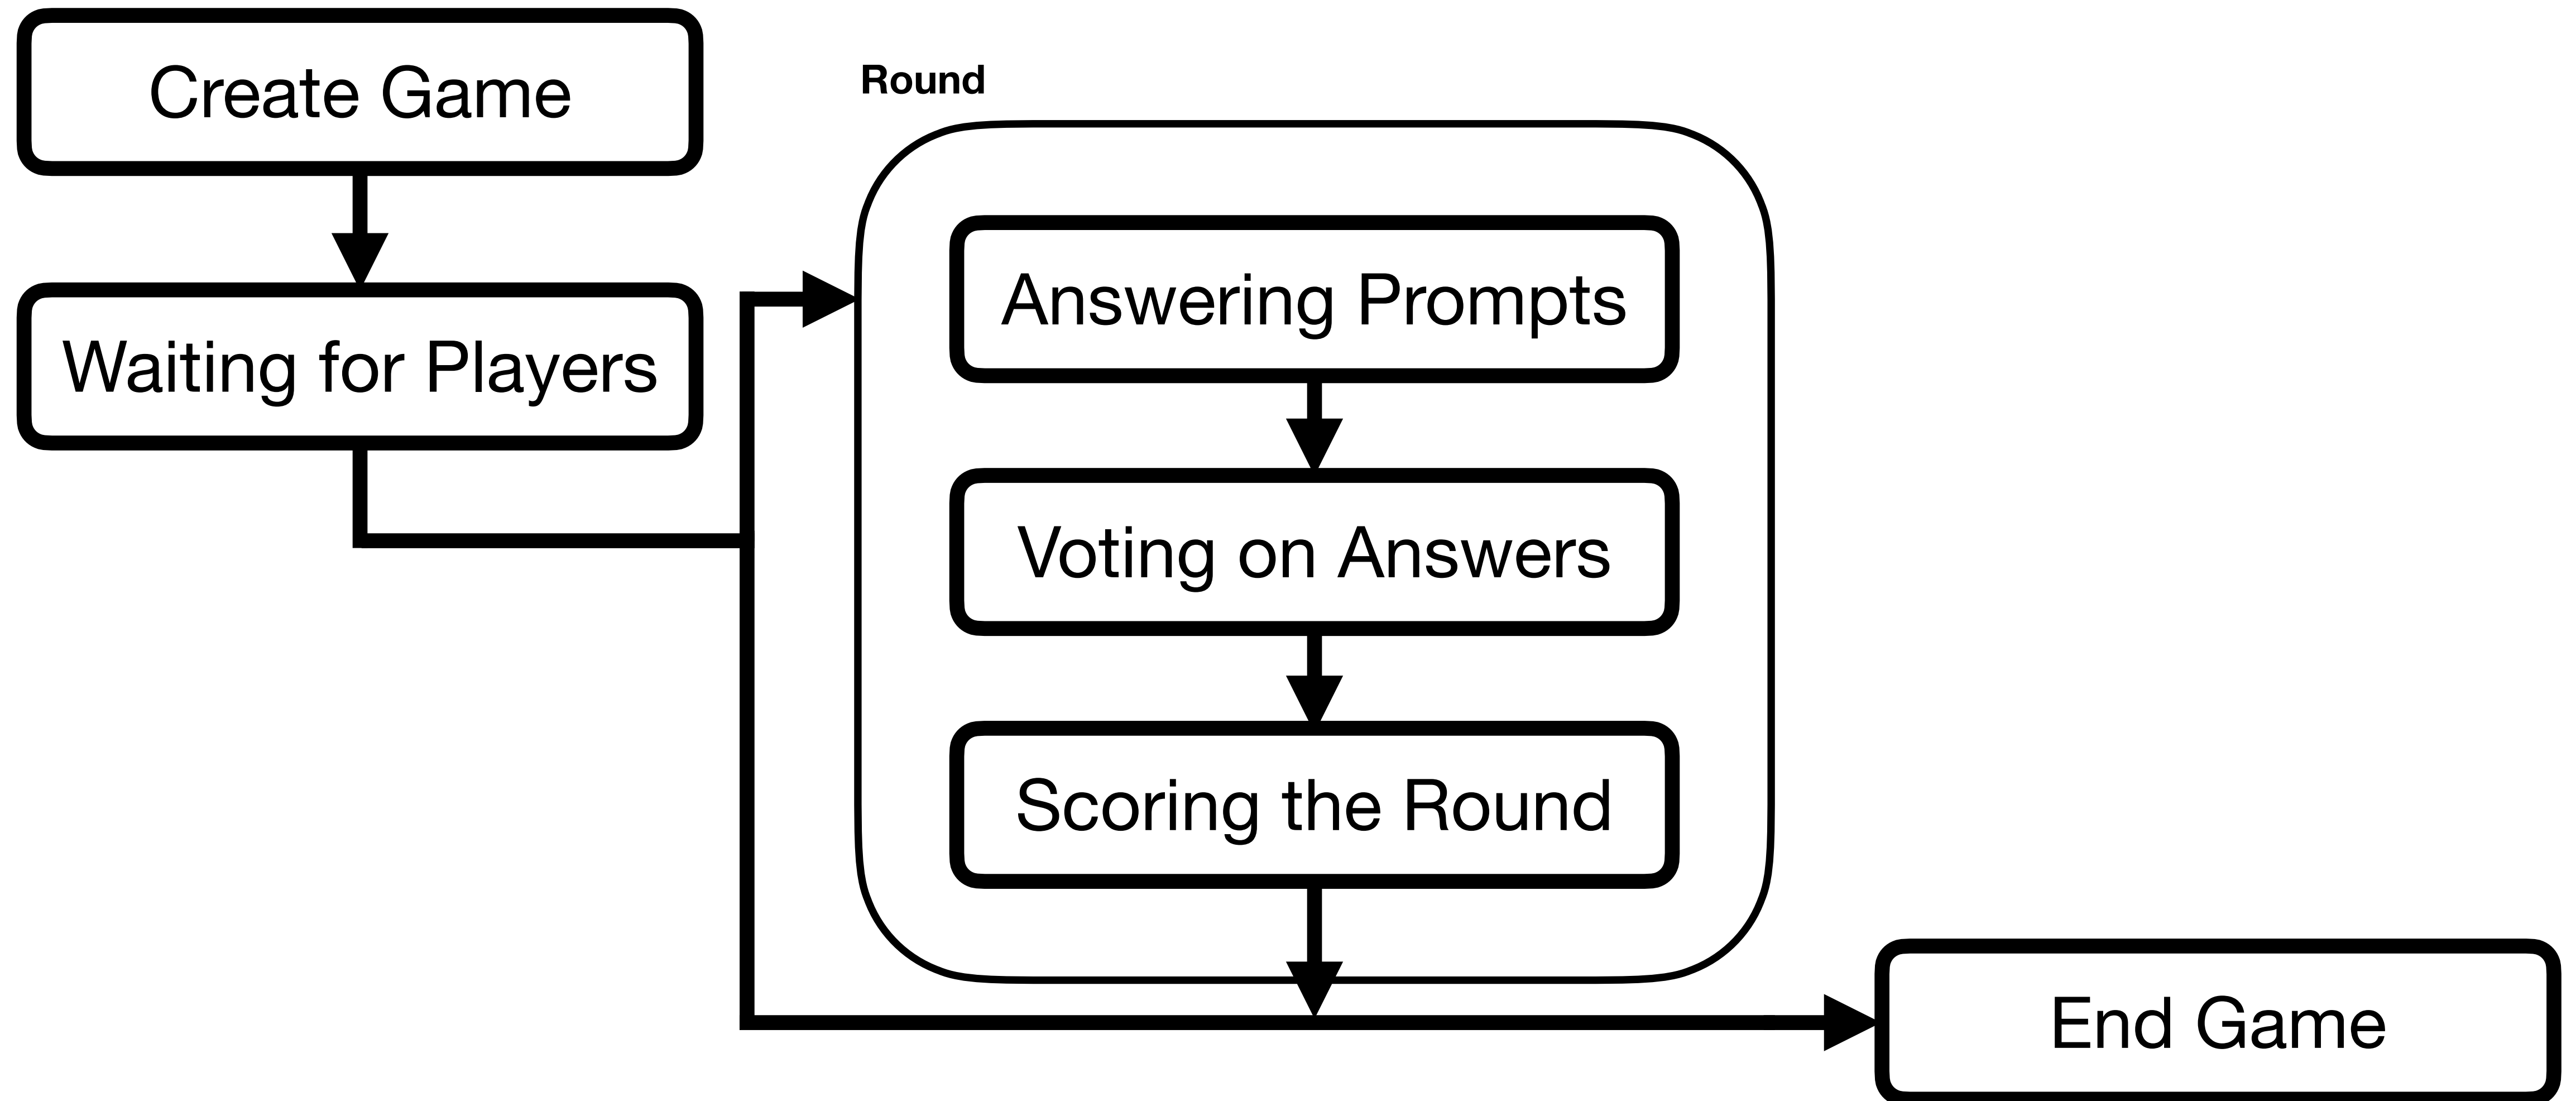 Create Game
Waiting for Players
Round
Answering Prompts
Voting on Answers
Scoring the Round
End Game